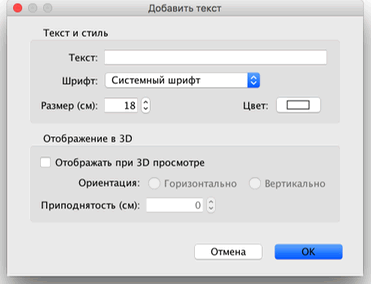 Добавить текст
Текст и стиль
Текст:
Шрифт: Системный шрифт
Размер (см): 18 Цвет:
Отображение в 3D
Отображать при 3D просмотре
Ориентация: Горизонтально Вертикально
Приподнятость (см): 0
Отмена OK